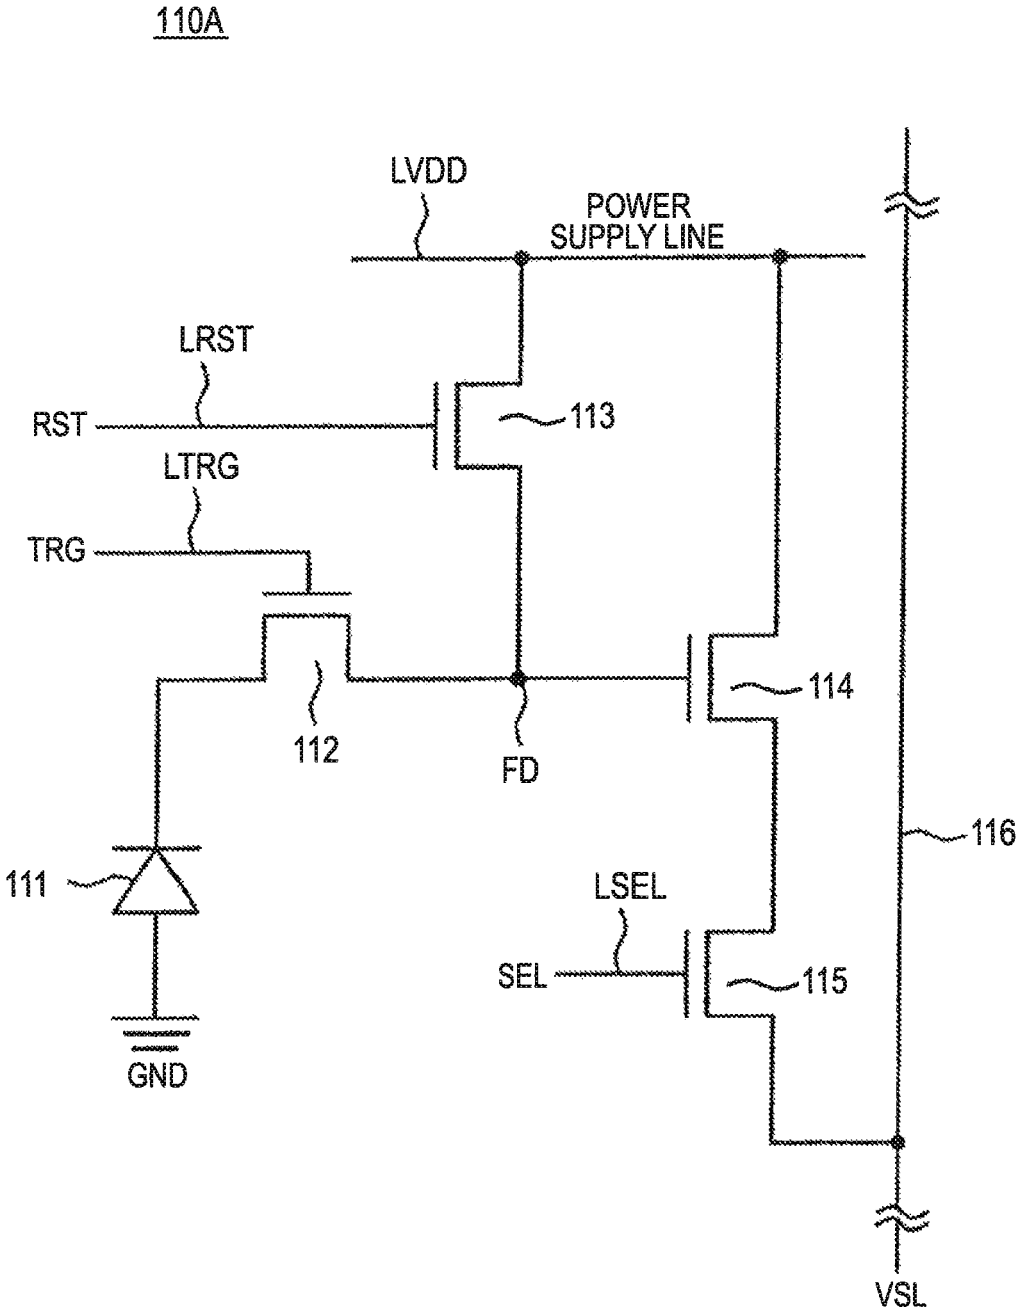 110A
LVDD
POWER
SUPPLY LINE
LRST
RST
113
LTRG
TRG
114
112
FD
116
111
LSEL
SEL
115
GND
VSL